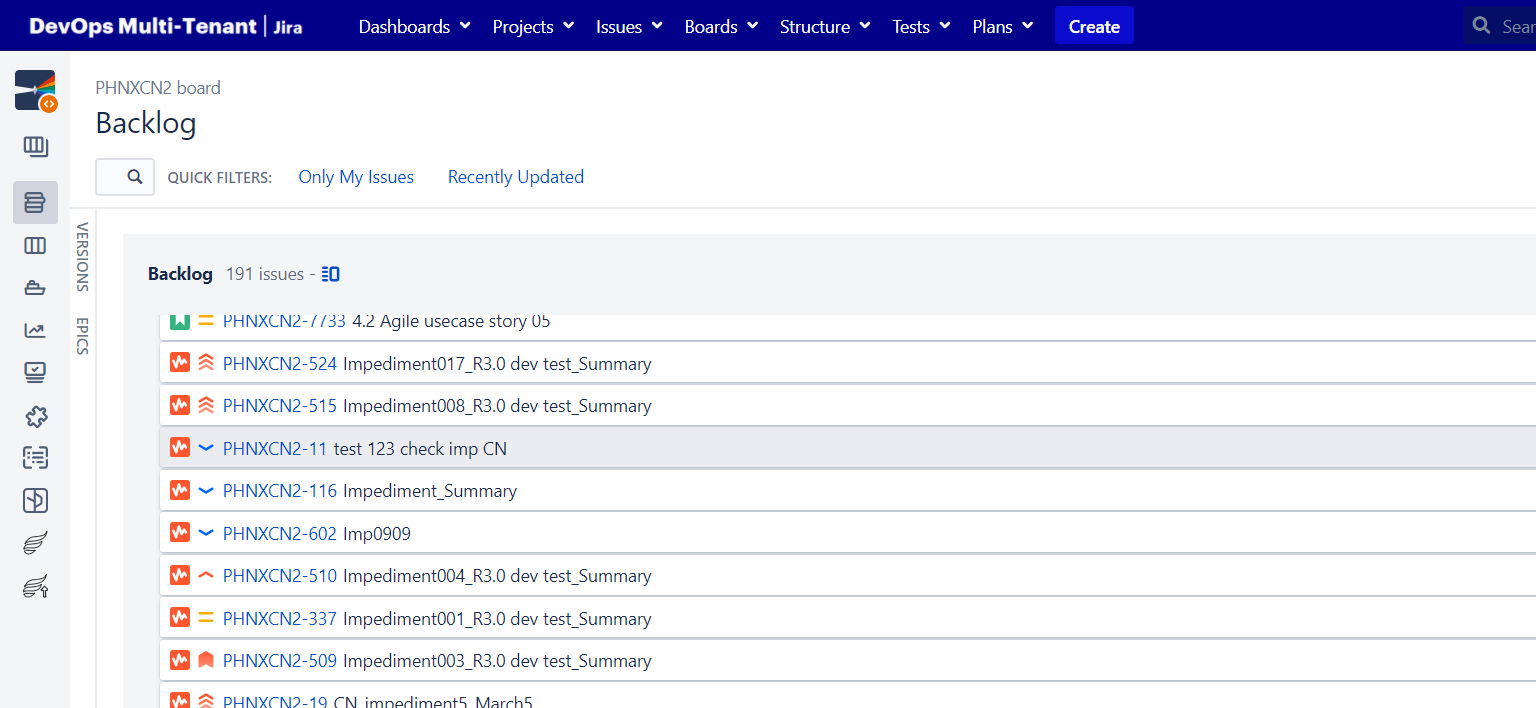 DevOps Multi-Tenant | Jira Dashboards Projects Issues Boards Structure Tests Plans Create Sear
PHNXCN2 board
Backlog
QUICK FILTERS: Only My Issues Recently Updated
VERSIONS
EPICS
Backlog 191 issues -
PHNXCN2-7733 4.2 Agile usecase story 05
PHNXCN2-524 Impediment017_R3.0 dev test_Summary
PHNXCN2-515 Impediment008_R3.0 dev test_Summary
PHNXCN2-11 test 123 check imp CN
PHNXCN2-116 Impediment_Summary
PHNXCN2-602 Imp0909
PHNXCN2-510 Impediment004_R3.0 dev test_Summary
PHNXCN2-337 Impediment001_R3.0 dev test_Summary
PHNXCN2-509 Impediment003_R3.0 dev test_Summary
PHNXCN2-19 CN_impediment5_March5